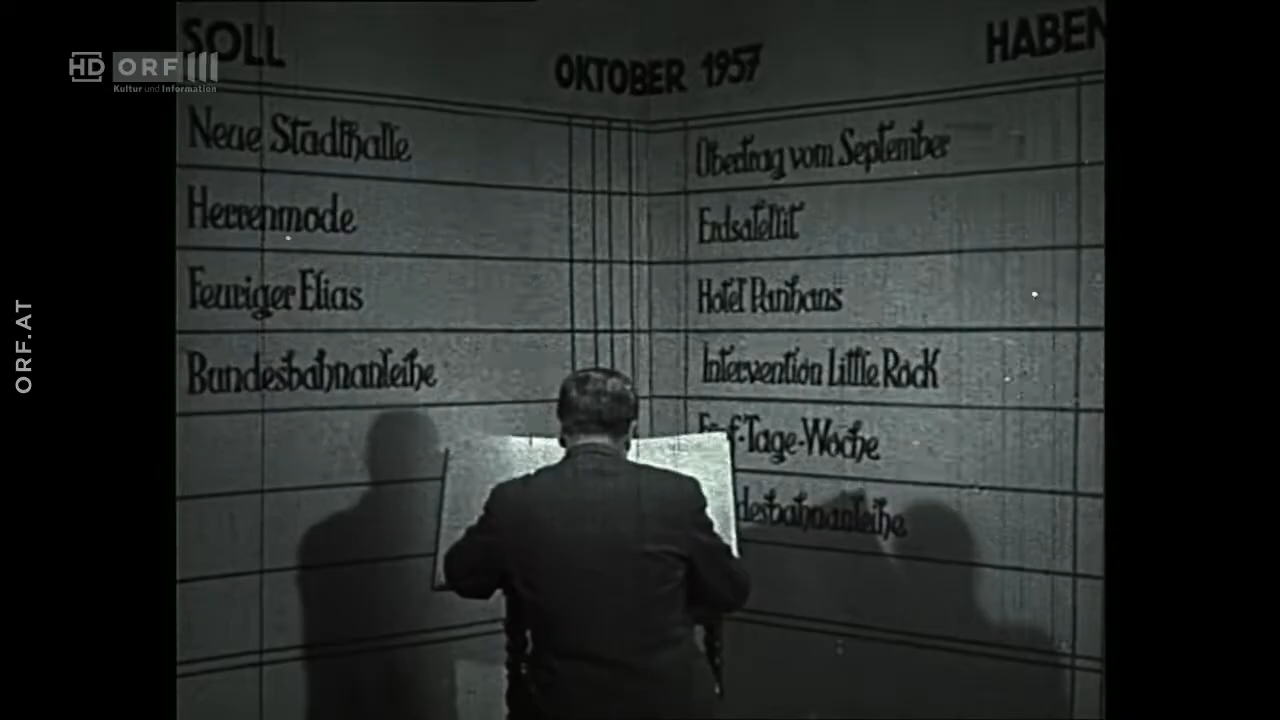 SOLL
OKTOBER 1957
HABEN
HD ORF
Kultur und Information
ORF.AT
Neue Stadthalle
Herrenmode
Feuriger Elias
Bundesbahnanleihe
Übertrag vom September
Erdsatellit
Hotel Panhans
Intervention Little Rock
Fünf-Tage-Woche
desbahnanleihe